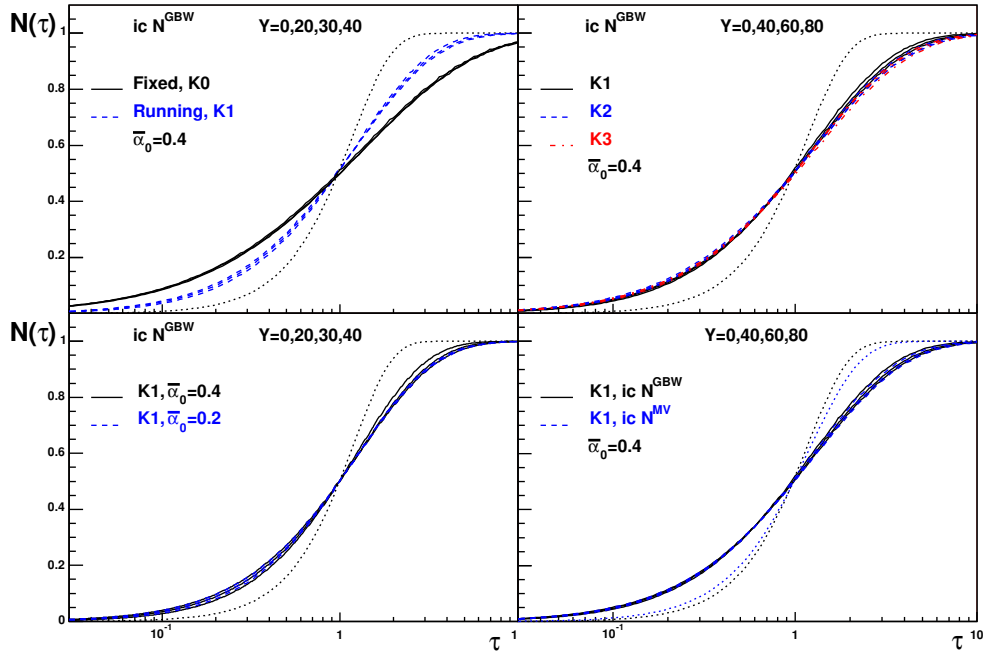 N(τ)
ic N^GBW Y=0,20,30,40
1
0.8
0.6
0.4
0.2
Fixed, K0
Running, K1
ᾱ₀=0.4
ic N^GBW Y=0,40,60,80
K1
K2
K3
ᾱ₀=0.4
N(τ)
ic N^GBW Y=0,20,30,40
1
0.8
0.6
0.4
0.2
0
K1, ᾱ₀=0.4
K1, ᾱ₀=0.2
10⁻¹ 1 τ 1
Y=0,40,60,80
K1, ic N^GBW
K1, ic N^MV
ᾱ₀=0.4
10⁻¹ 1 τ 10